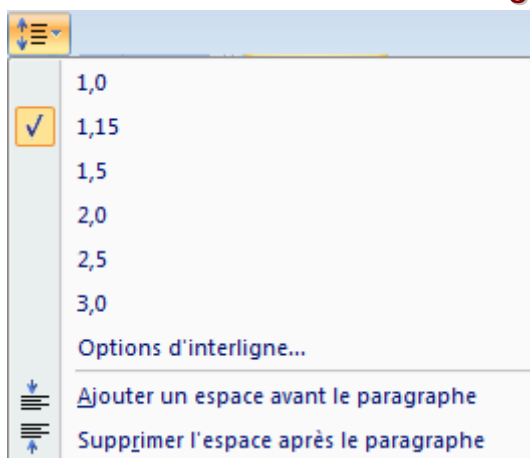 1,0
1,15
1,5
2,0
2,5
3,0
Options d'interligne...
Ajouter un espace avant le paragraphe
Supprimer l'espace après le paragraphe